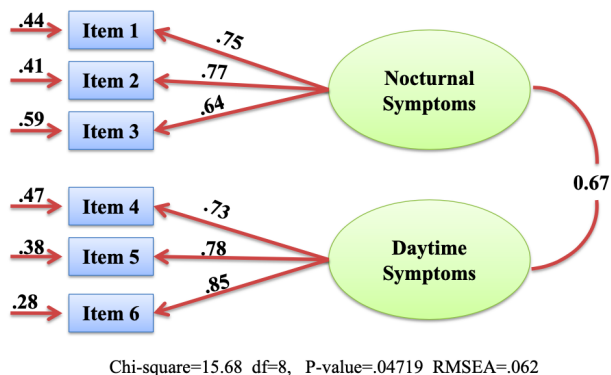 .44
Item 1
.75
.41
Item 2
.77
.59
Item 3
.64
Nocturnal
Symptoms
0.67
.47
Item 4
.73
.38
Item 5
.78
.28
Item 6
.85
Daytime
Symptoms
Chi-square=15.68 df=8, P-value=.04719 RMSEA=.062